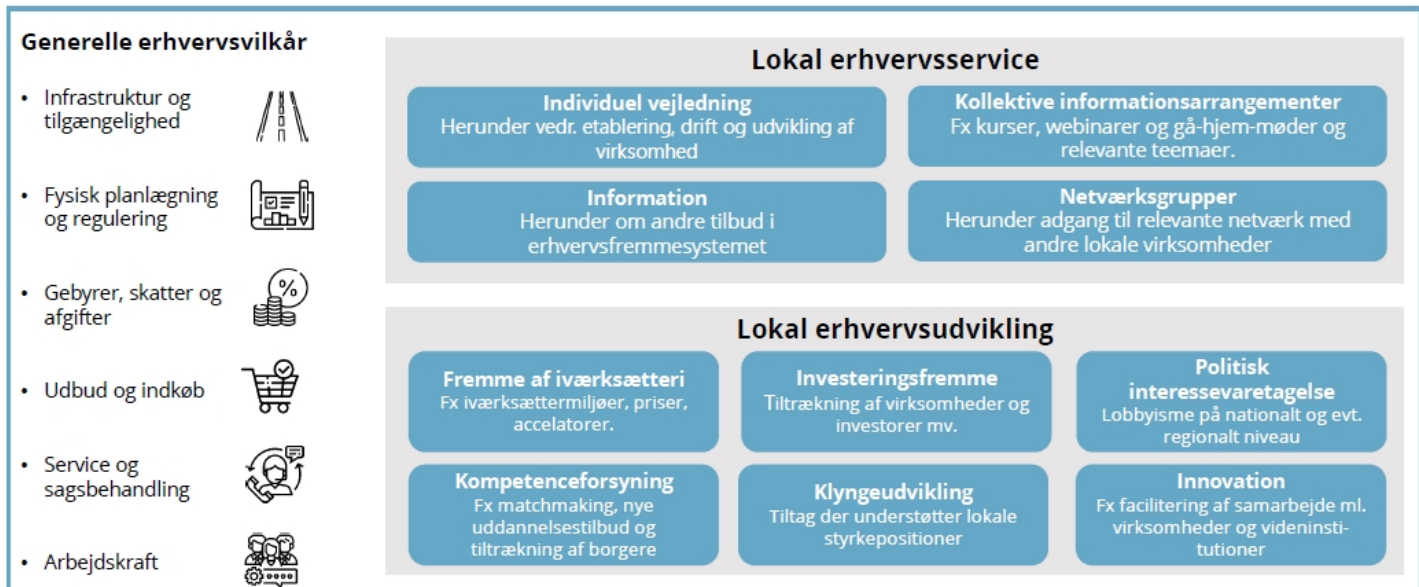 Generelle erhvervsvilkår
• Infrastruktur og
tilgængelighed
• Fysisk planlægning
og regulering
• Gebyrer, skatter og
afgifter
%
• Udbud og indkøb
• Service og
sagsbehandling
• Arbejdskraft
Lokal erhvervsservice
Individuel vejledning
Herunder vedr. etablering, drift og udvikling af
virksomhed
Kollektive informationsarrangementer
Fx kurser, webinarer og gå-hjem-møder og
relevante teemaer.
Information
Herunder om andre tilbud i
erhvervsfremmesystemet
Netværksgrupper
Herunder adgang til relevante netværk med
andre lokale virksomheder
Lokal erhvervsudvikling
Fremme af iværksætteri
Fx iværksættermiljøer, priser,
accelatorer.
Investeringsfremme
Tiltrækning af virksomheder og
investorer mv.
Politisk
interessevaretagelse
Lobbyisme på nationalt og evt.
regionalt niveau
Kompetenceforsyning
Fx matchmaking, nye
uddannelsestilbud og
tiltrækning af borgere
Klyngeudvikling
Tiltag der understøtter lokale
styrkepositioner
Innovation
Fx facilitering af samarbejde ml.
virksomheder og videninsti-
tutioner